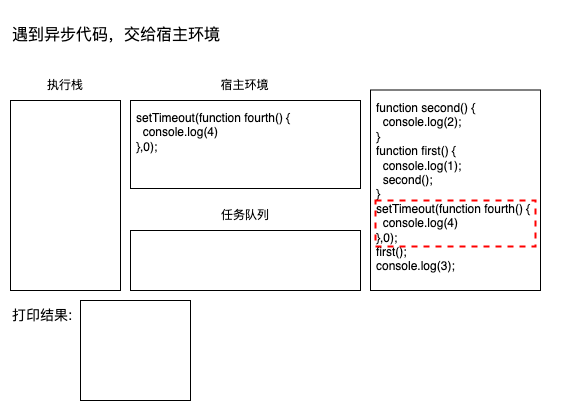 遇到异步代码，交给宿主环境
执行栈
宿主环境
setTimeout(function fourth() {
console.log(4)
},0);
任务队列
function second() {
console.log(2);
}
function first() {
console.log(1);
second();
}
setTimeout(function fourth() {
console.log(4)
},0);
first();
console.log(3);
打印结果: